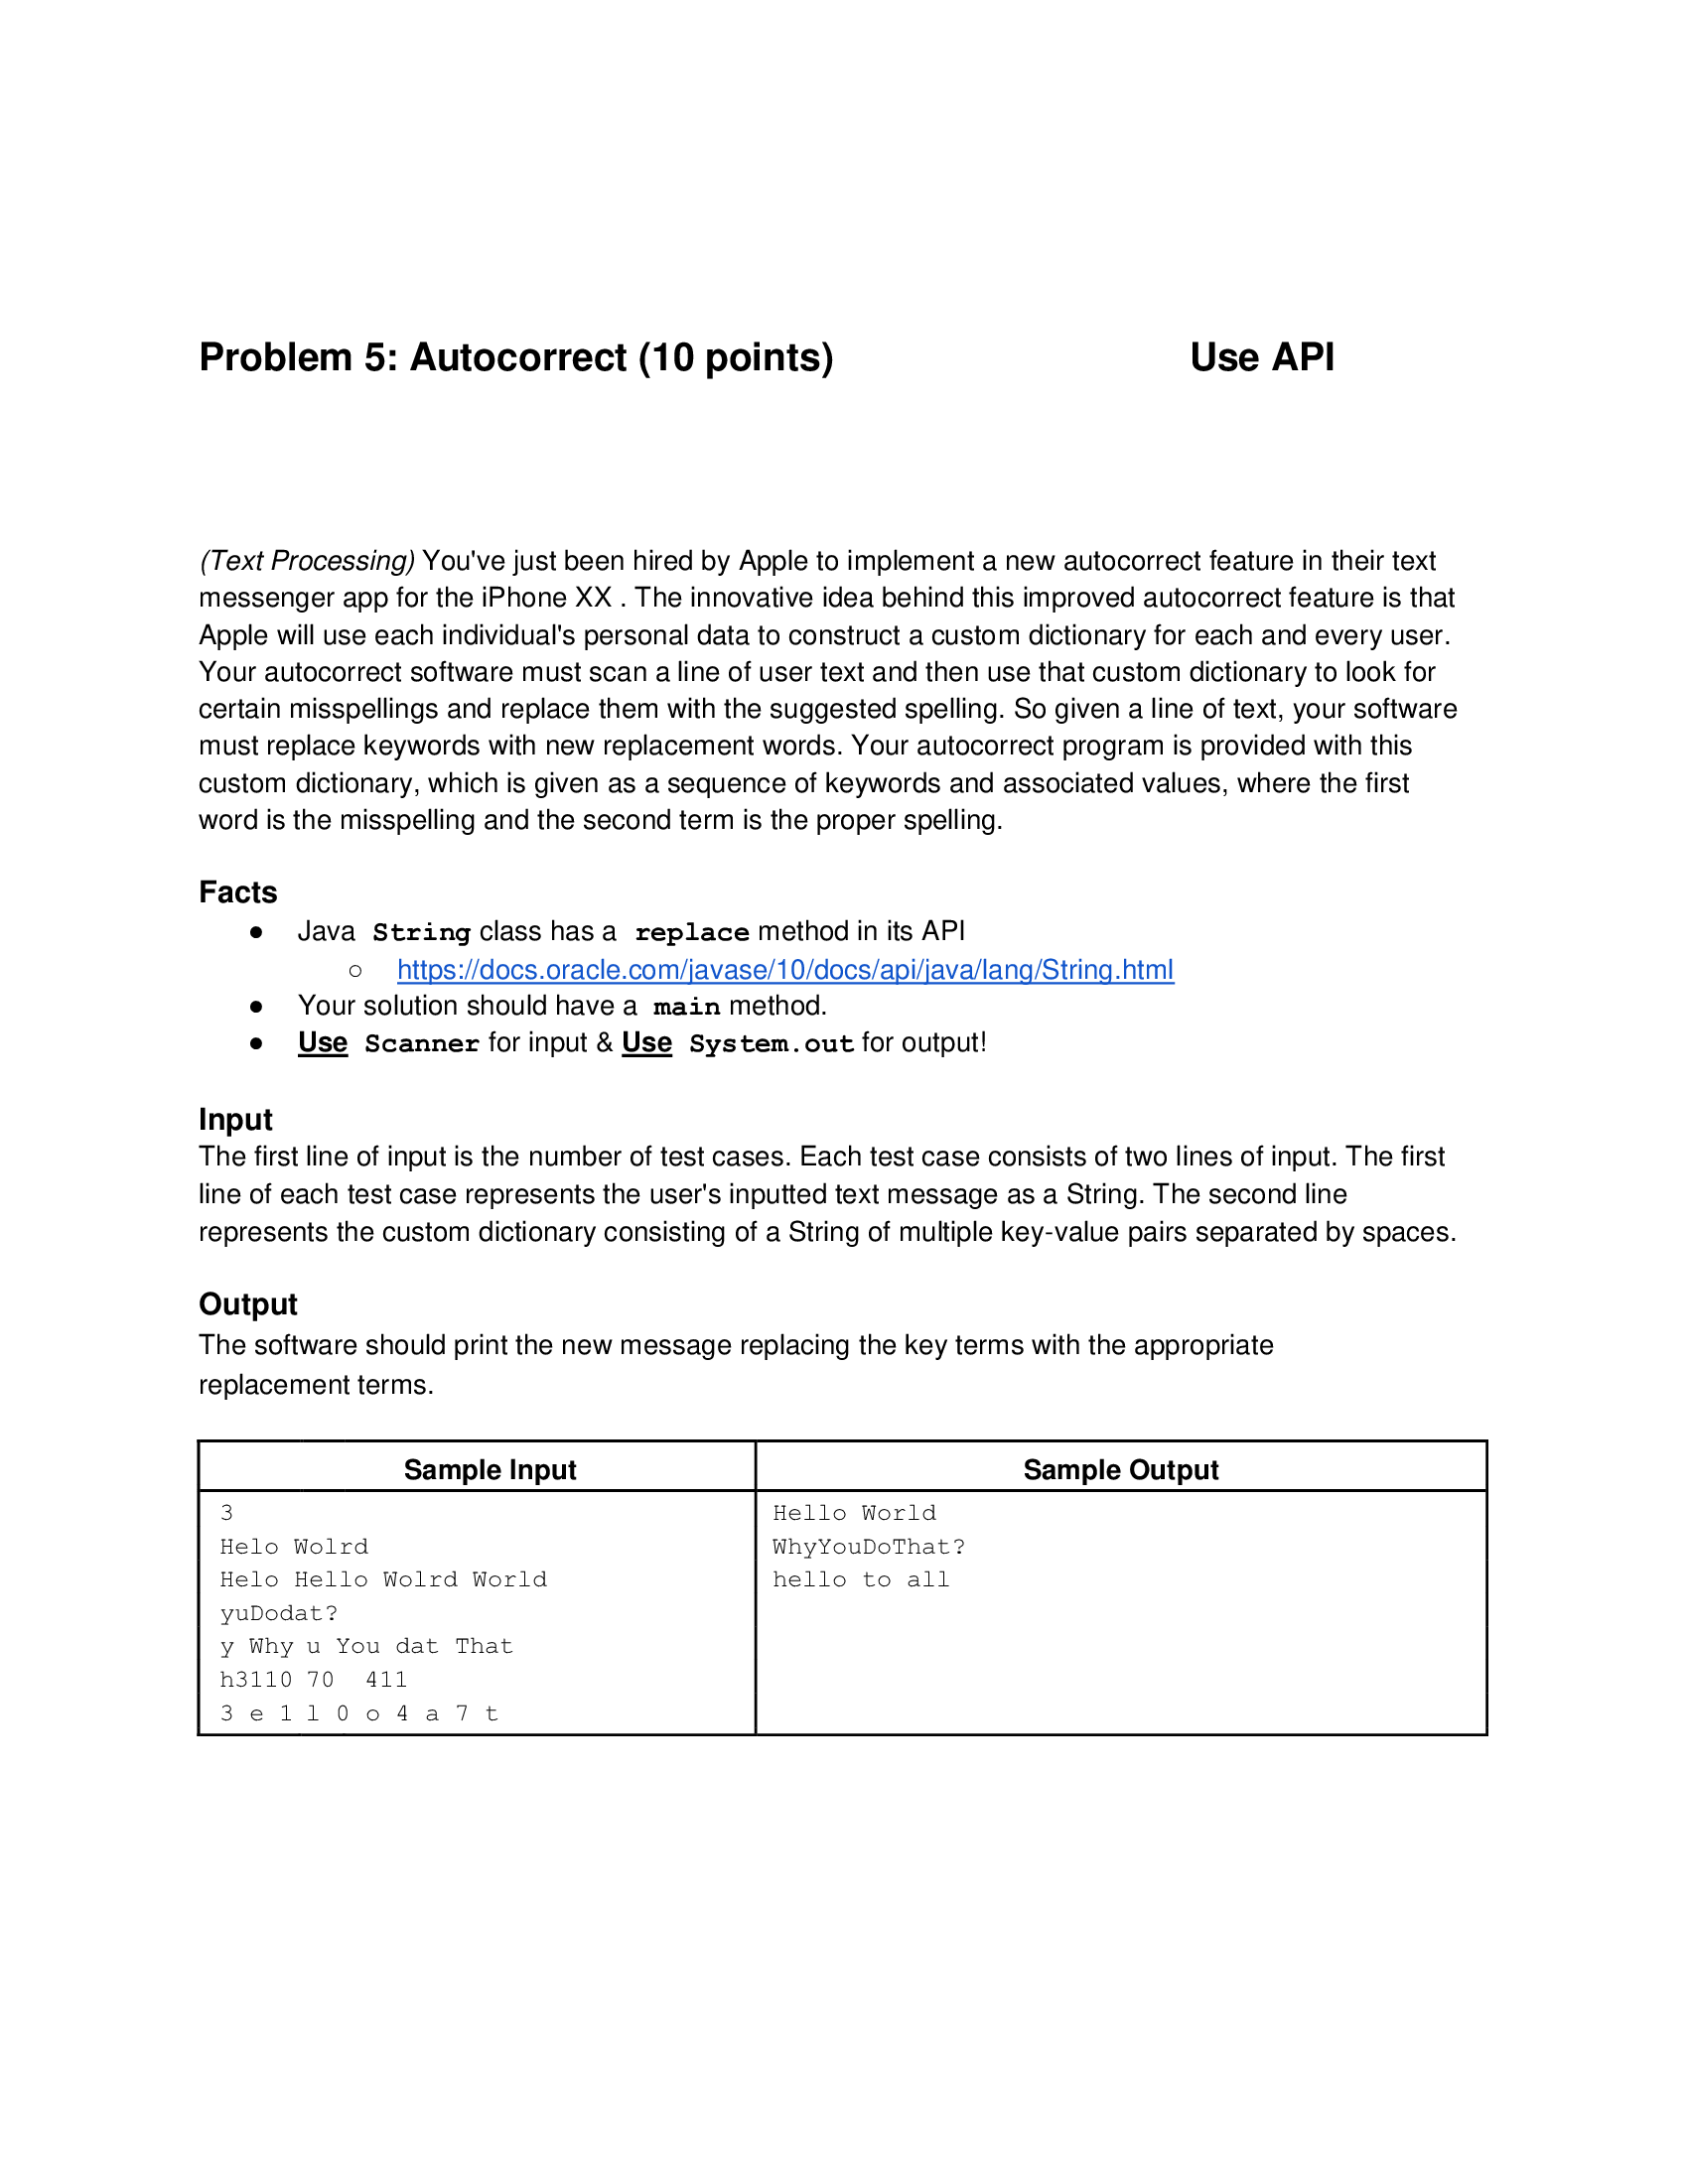 Problem 5: Autocorrect (10 points) Use API
(Text Processing) You've just been hired by Apple to implement a new autocorrect feature in their text
messenger app for the iPhone XX . The innovative idea behind this improved autocorrect feature is that
Apple will use each individual's personal data to construct a custom dictionary for each and every user.
Your autocorrect software must scan a line of user text and then use that custom dictionary to look for
certain misspellings and replace them with the suggested spelling. So given a line of text, your software
must replace keywords with new replacement words. Your autocorrect program is provided with this
custom dictionary, which is given as a sequence of keywords and associated values, where the first
word is the misspelling and the second term is the proper spelling.
Facts
● Java String class has a replace method in its API
○ https://docs.oracle.com/javase/10/docs/api/java/lang/String.html
● Your solution should have a main method.
● Use Scanner for input & Use System.out for output!
Input
The first line of input is the number of test cases. Each test case consists of two lines of input. The first
line of each test case represents the user's inputted text message as a String. The second line
represents the custom dictionary consisting of a String of multiple key-value pairs separated by spaces.
Output
The software should print the new message replacing the key terms with the appropriate
replacement terms.
Sample Input
3
Helo Wolrd
Helo Hello Wolrd World
yuDodat?
y Why u You dat That
h3110 70  411
3 e 1 l 0 o 4 a 7 t
Sample Output
Hello World
WhyYouDoThat?
hello to all